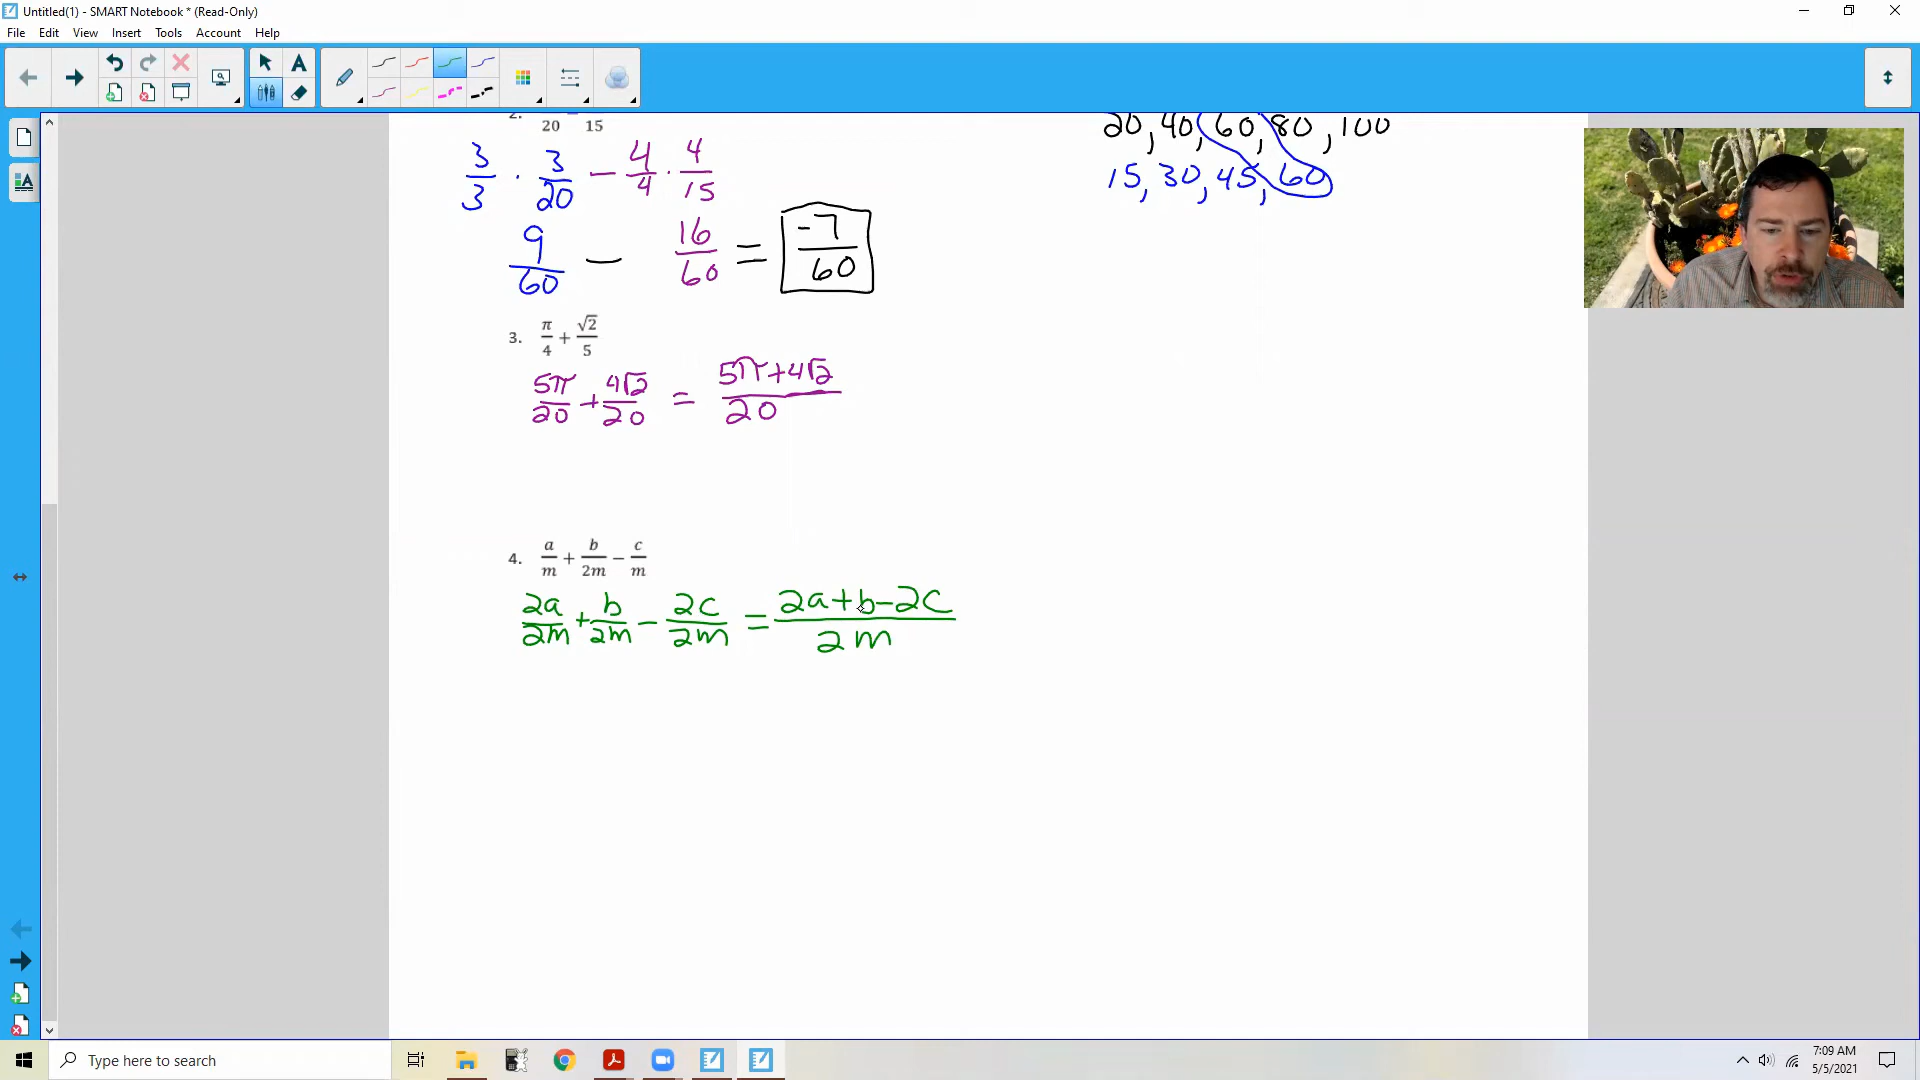 Untitled(1) - SMART Notebook * (Read-Only)
File Edit View Insert Tools Account Help
20 15
20, 40, 60, 80, 100
3/3 · 3/20 − 4/4 · 4/15
15, 30, 45, 60
9/60 − 16/60 = -7/60
3. π/4 + √2/5
5π/20 + 4√2/20 = 5π+4√2/20
4. a/m + b/2m − c/m
2a/2m + b/2m − 2c/2m = 2a+b−2c/2m
Type here to search
7:09 AM
5/5/2021